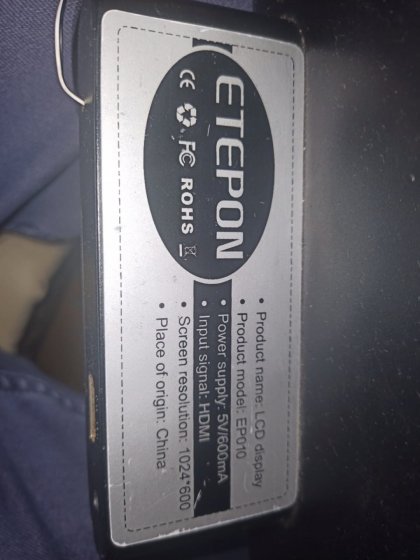 ETEPON
CE FC ROHS
• Product name: LCD display
• Product model: EP010
• Power supply: 5V/600mA
• Input signal: HDMI
• Screen resolution: 1024*600
• Place of origin: China